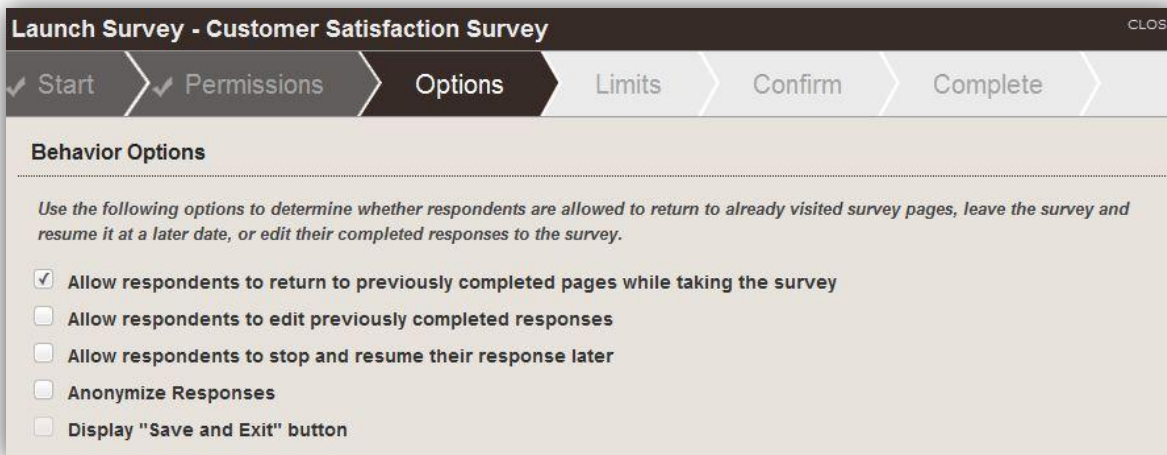 Launch Survey - Customer Satisfaction Survey
CLOS
Start Permissions Options Limits Confirm Complete
Behavior Options
Use the following options to determine whether respondents are allowed to return to already visited survey pages, leave the survey and
resume it at a later date, or edit their completed responses to the survey.
Allow respondents to return to previously completed pages while taking the survey
Allow respondents to edit previously completed responses
Allow respondents to stop and resume their response later
Anonymize Responses
Display "Save and Exit" button